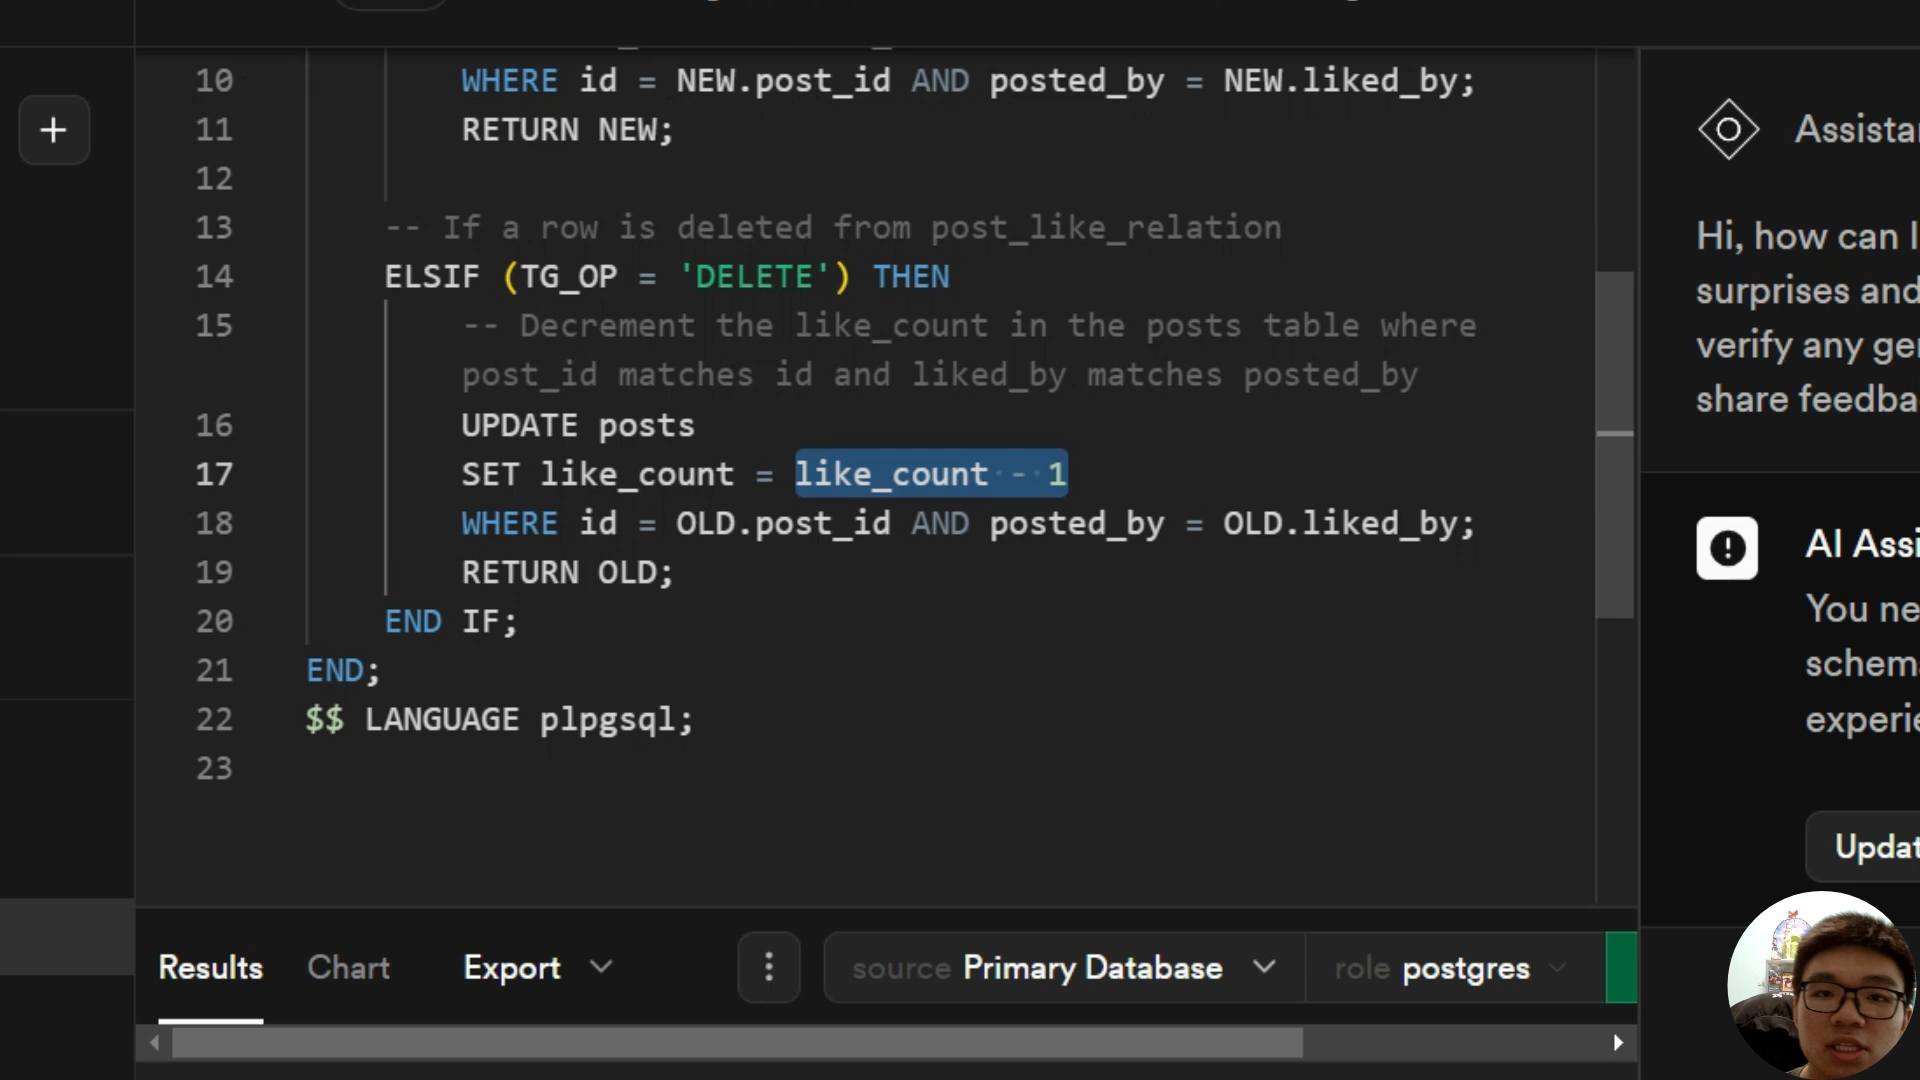 10 WHERE id = NEW.post_id AND posted_by = NEW.liked_by;
11 RETURN NEW;
12
13 -- If a row is deleted from post_like_relation
14 ELSIF (TG_OP = 'DELETE') THEN
15 -- Decrement the like_count in the posts table where
post_id matches id and liked_by matches posted_by
16 UPDATE posts
17 SET like_count = like_count - 1
18 WHERE id = OLD.post_id AND posted_by = OLD.liked_by;
19 RETURN OLD;
20 END IF;
21 END;
22 $$ LANGUAGE plpgsql;
23
Results Chart Export source Primary Database role postgres
Assista
Hi, how can I
surprises and
verify any ge
share feedba
AI Assi
You ne
schema
experie
Updat